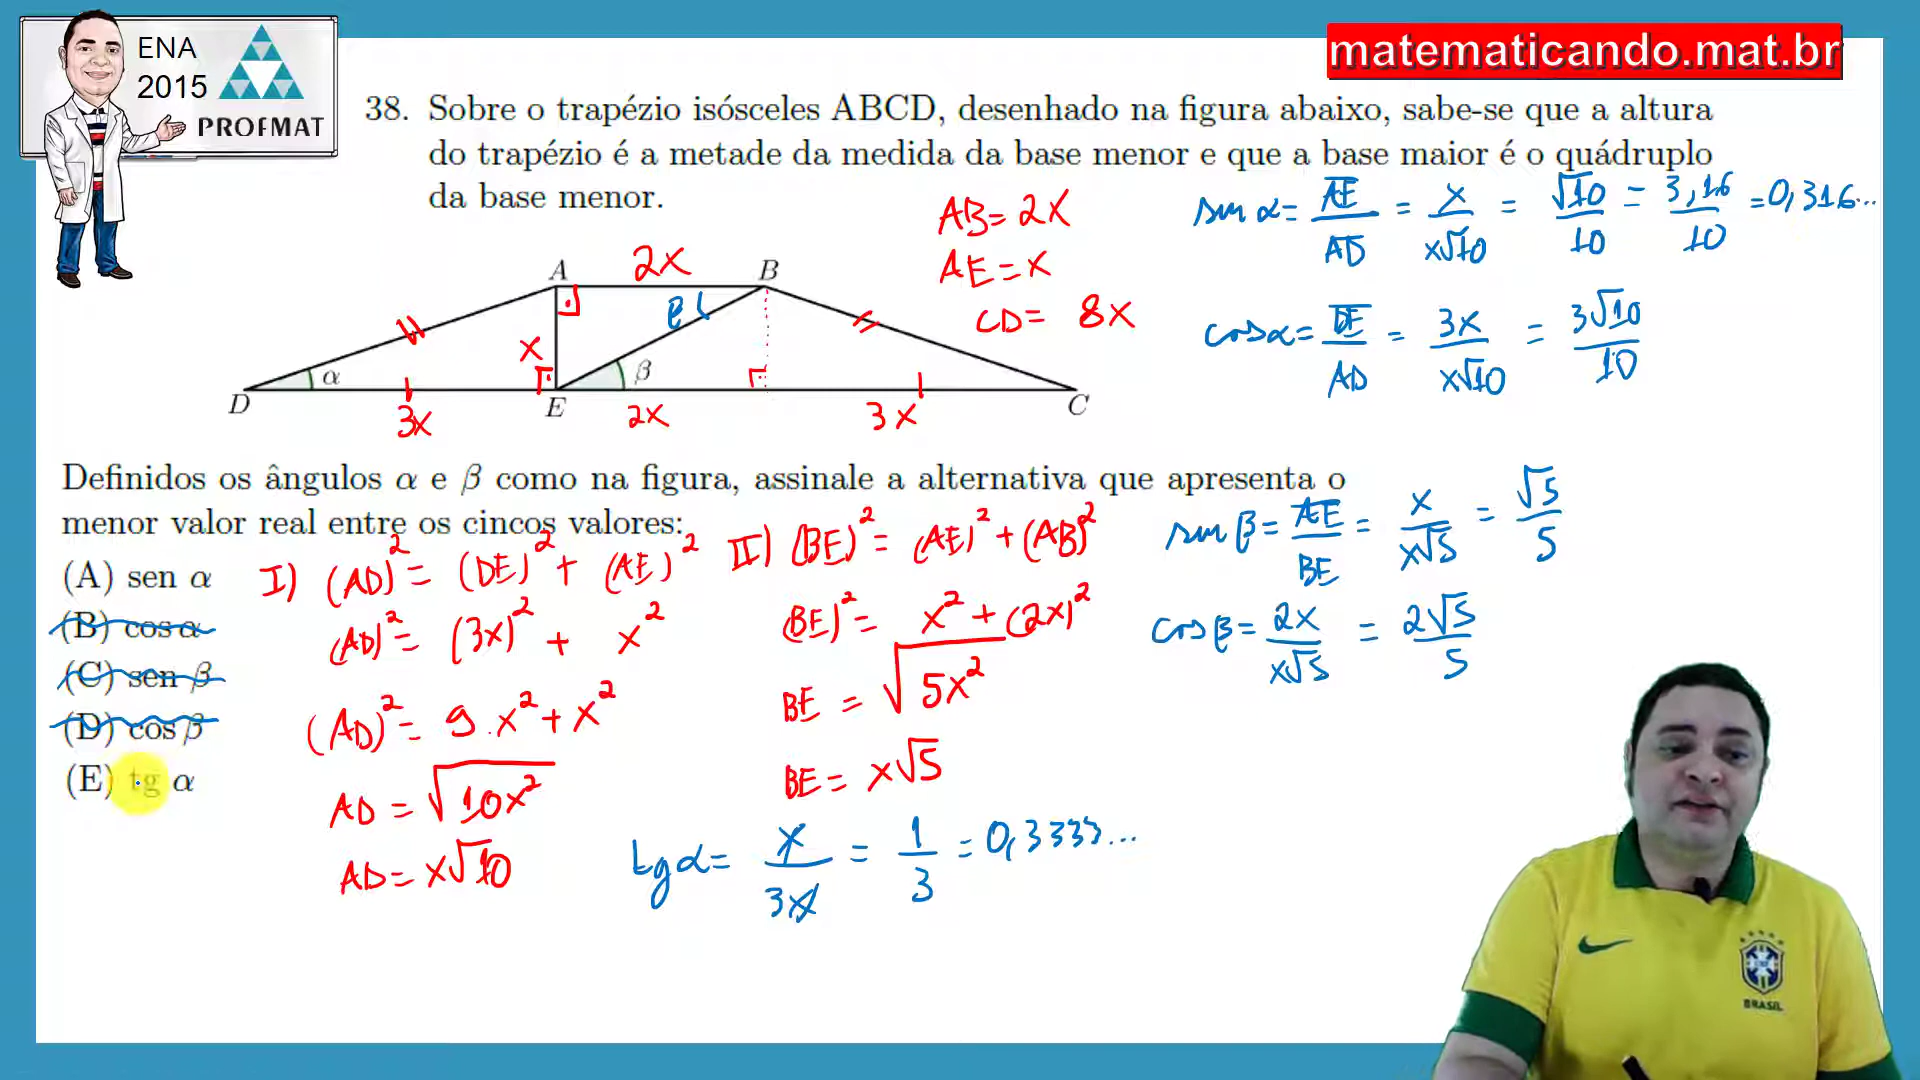 ENA
2015
PROFMAT
matematicando.mat.br
38. Sobre o trapézio isósceles ABCD, desenhado na figura abaixo, sabe-se que a altura
do trapézio é a metade da medida da base menor e que a base maior é o quádruplo
da base menor.
AB = 2x
AE = x
CD = 8x
sen α = AE/AD = x/x√10 = √10/10 = 3,16/10 = 0,316...
cos α = DE/AD = 3x/x√10 = 3√10/10
A 2x B
β
x
α β
D E C
3x 2x 3x
Definidos os ângulos α e β como na figura, assinale a alternativa que apresenta o
menor valor real entre os cincos valores:
(A) sen α
(B) cos α
(C) sen β
(D) cos β
(E) tg α
I) (AD)² = (DE)² + (AE)²
(AD)² = (3x)² + x²
(AD)² = 9.x² + x²
AD = √10x²
AD = x√10
II) (BE)² = (AE)² + (AB)²
(BE)² = x² + (2x)²
BE = √5x²
BE = x√5
sen β = AE/BE = x/x√5 = √5/5
cos β = 2x/x√5 = 2√5/5
tg α = x/3x = 1/3 = 0,3333...
BRASIL